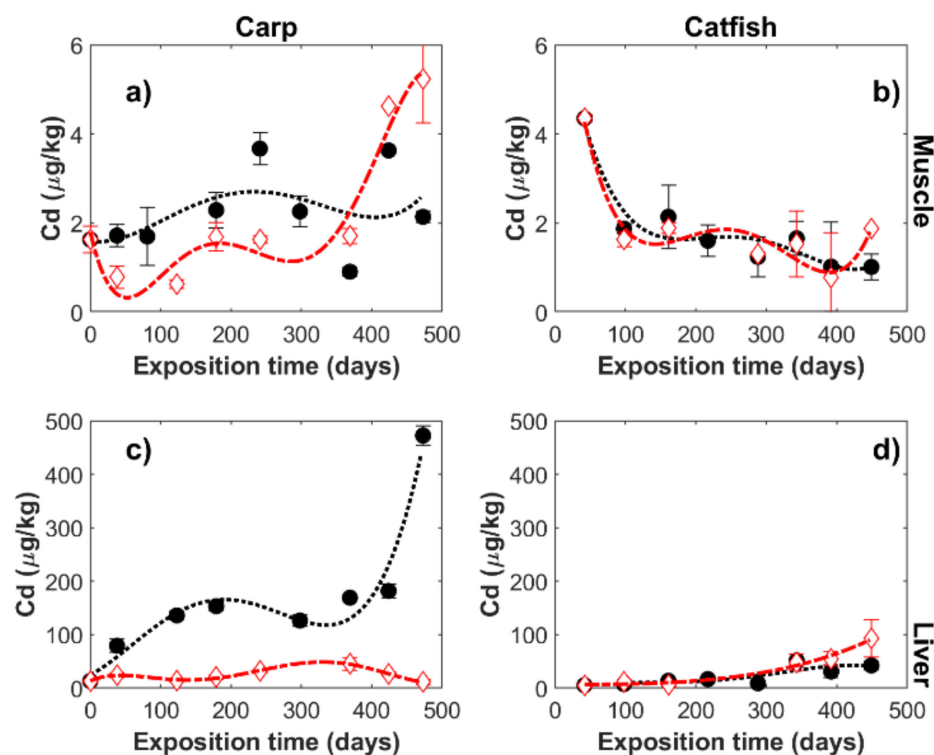 Carp
Catfish
6
4
2
0
Cd (μg/kg)
a)
0 100 200 300 400 500
Exposition time (days)
6
4
2
0
Cd (μg/kg)
b)
0 100 200 300 400 500
Exposition time (days)
Muscle
500
400
300
200
100
0
Cd (μg/kg)
c)
0 100 200 300 400 500
Exposition time (days)
500
400
300
200
100
0
Cd (μg/kg)
d)
0 100 200 300 400 500
Exposition time (days)
Liver